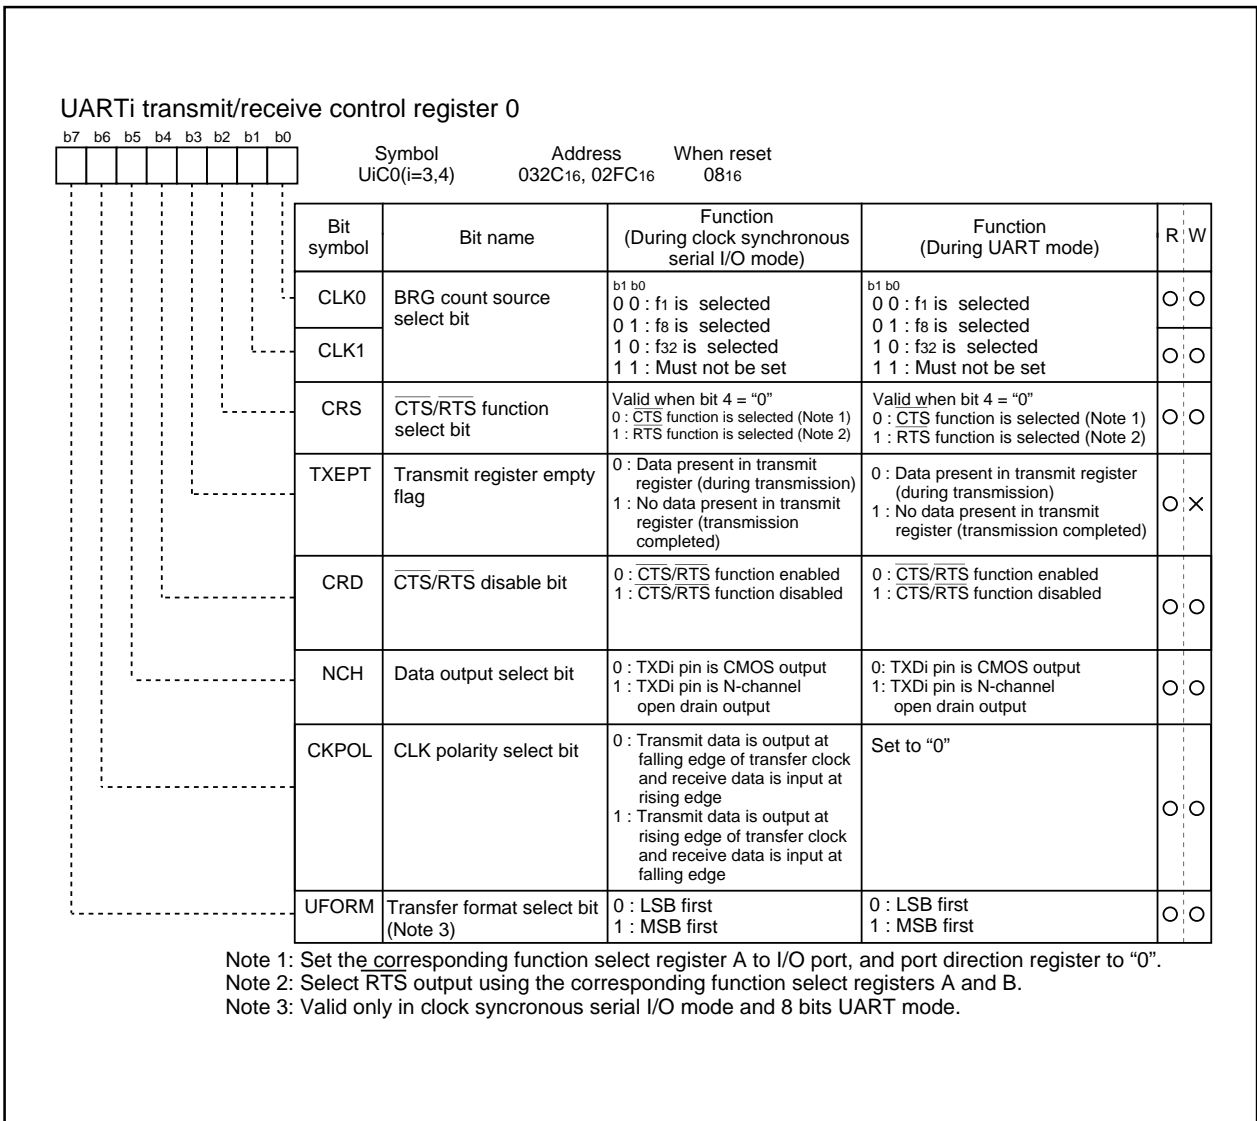 UARTi transmit/receive control register 0
b7 b6 b5 b4 b3 b2 b1 b0
Symbol Address When reset
UiC0(i=3,4) 032C16, 02FC16 0816
Bit symbol
Bit name
Function
(During clock synchronous
serial I/O mode)
Function
(During UART mode)
R W
CLK0
CLK1
BRG count source
select bit
b1 b0
0 0 : f1 is selected
0 1 : f8 is selected
1 0 : f32 is selected
1 1 : Must not be set
b1 b0
0 0 : f1 is selected
0 1 : f8 is selected
1 0 : f32 is selected
1 1 : Must not be set
CRS
CTS/RTS function
select bit
Valid when bit 4 = “0”
0 : CTS function is selected (Note 1)
1 : RTS function is selected (Note 2)
Valid when bit 4 = “0”
0 : CTS function is selected (Note 1)
1 : RTS function is selected (Note 2)
TXEPT
Transmit register empty
flag
0 : Data present in transmit
register (during transmission)
1 : No data present in transmit
register (transmission
completed)
0 : Data present in transmit register
(during transmission)
1 : No data present in transmit
register (transmission completed)
CRD
CTS/RTS disable bit
0 : CTS/RTS function enabled
1 : CTS/RTS function disabled
0 : CTS/RTS function enabled
1 : CTS/RTS function disabled
NCH
Data output select bit
0 : TXDi pin is CMOS output
1 : TXDi pin is N-channel
open drain output
0: TXDi pin is CMOS output
1: TXDi pin is N-channel
open drain output
CKPOL
CLK polarity select bit
0 : Transmit data is output at
falling edge of transfer clock
and receive data is input at
rising edge
1 : Transmit data is output at
rising edge of transfer clock
and receive data is input at
falling edge
Set to “0”
UFORM
Transfer format select bit
(Note 3)
0 : LSB first
1 : MSB first
0 : LSB first
1 : MSB first
Note 1: Set the corresponding function select register A to I/O port, and port direction register to “0”.
Note 2: Select RTS output using the corresponding function select registers A and B.
Note 3: Valid only in clock syncronous serial I/O mode and 8 bits UART mode.